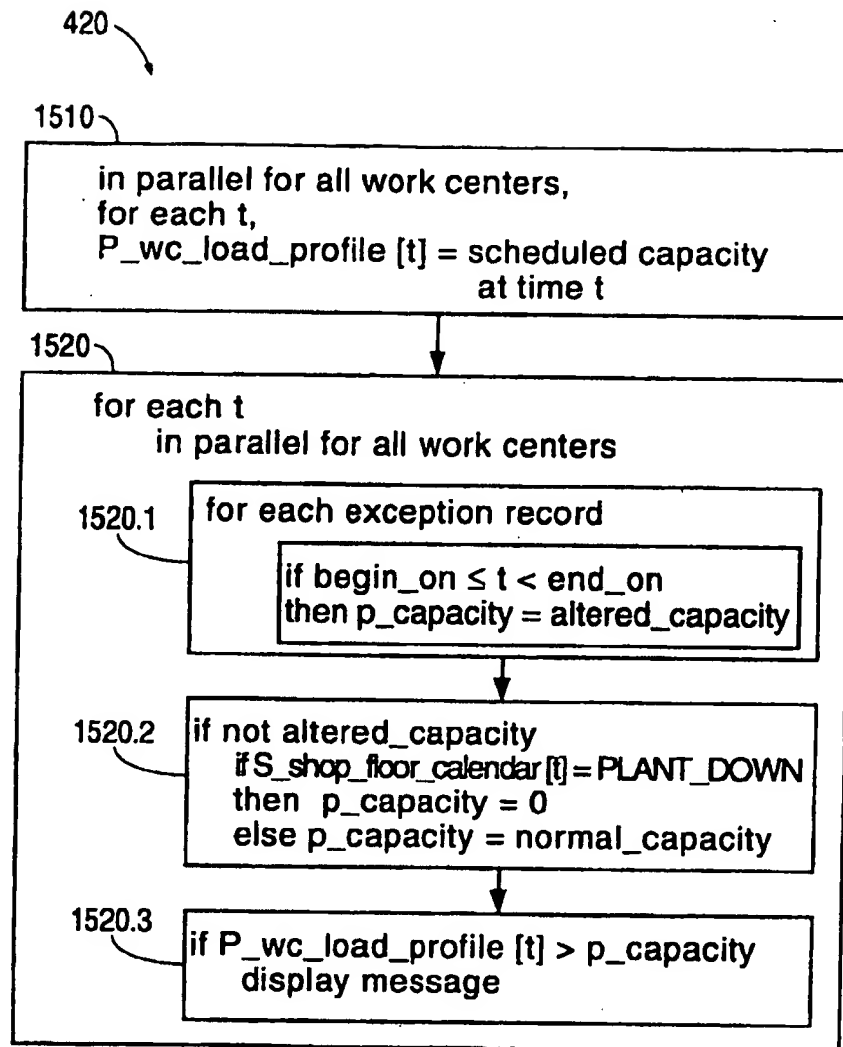 420
1510
in parallel for all work centers,
for each t,
P_wc_load_profile [t] = scheduled capacity
at time t
1520
for each t
in parallel for all work centers
1520.1
for each exception record
if begin_on ≤ t < end_on
then p_capacity = altered_capacity
1520.2
if not altered_capacity
if S_shop_floor_calendar [t] = PLANT_DOWN
then p_capacity = 0
else p_capacity = normal_capacity
1520.3
if P_wc_load_profile [t] > p_capacity
display message